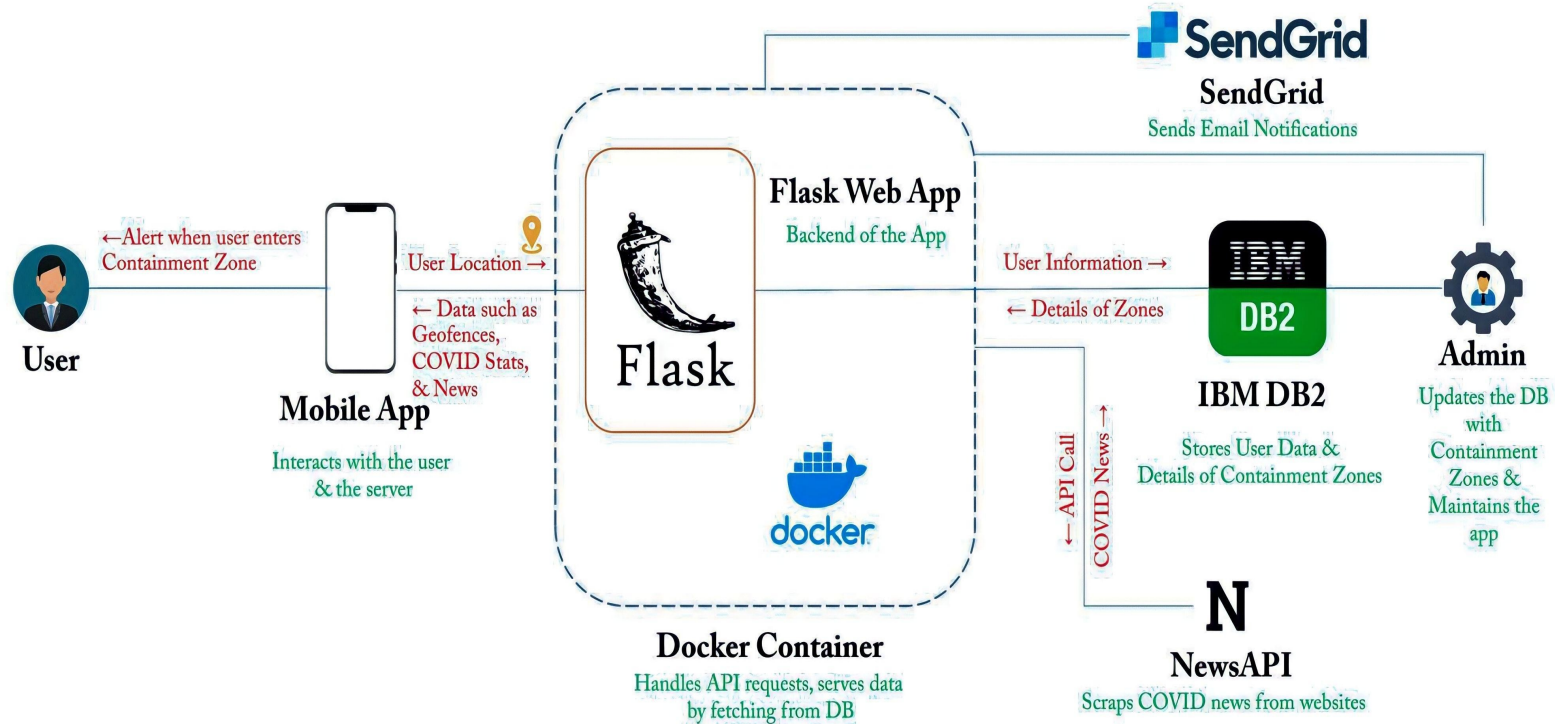 SendGrid
SendGrid
Sends Email Notifications
Flask Web App
Backend of the App
←Alert when user enters
Containment Zone
User
User Location →
← Data such as
Geofences,
COVID Stats,
& News
Mobile App
Interacts with the user
& the server
Flask
docker
Docker Container
Handles API requests, serves data
by fetching from DB
User Information →
← Details of Zones
IBM
DB2
IBM DB2
Stores User Data &
Details of Containment Zones
Admin
Updates the DB
with
Containment
Zones &
Maintains the
app
← API Call
COVID News →
N
NewsAPI
Scraps COVID news from websites